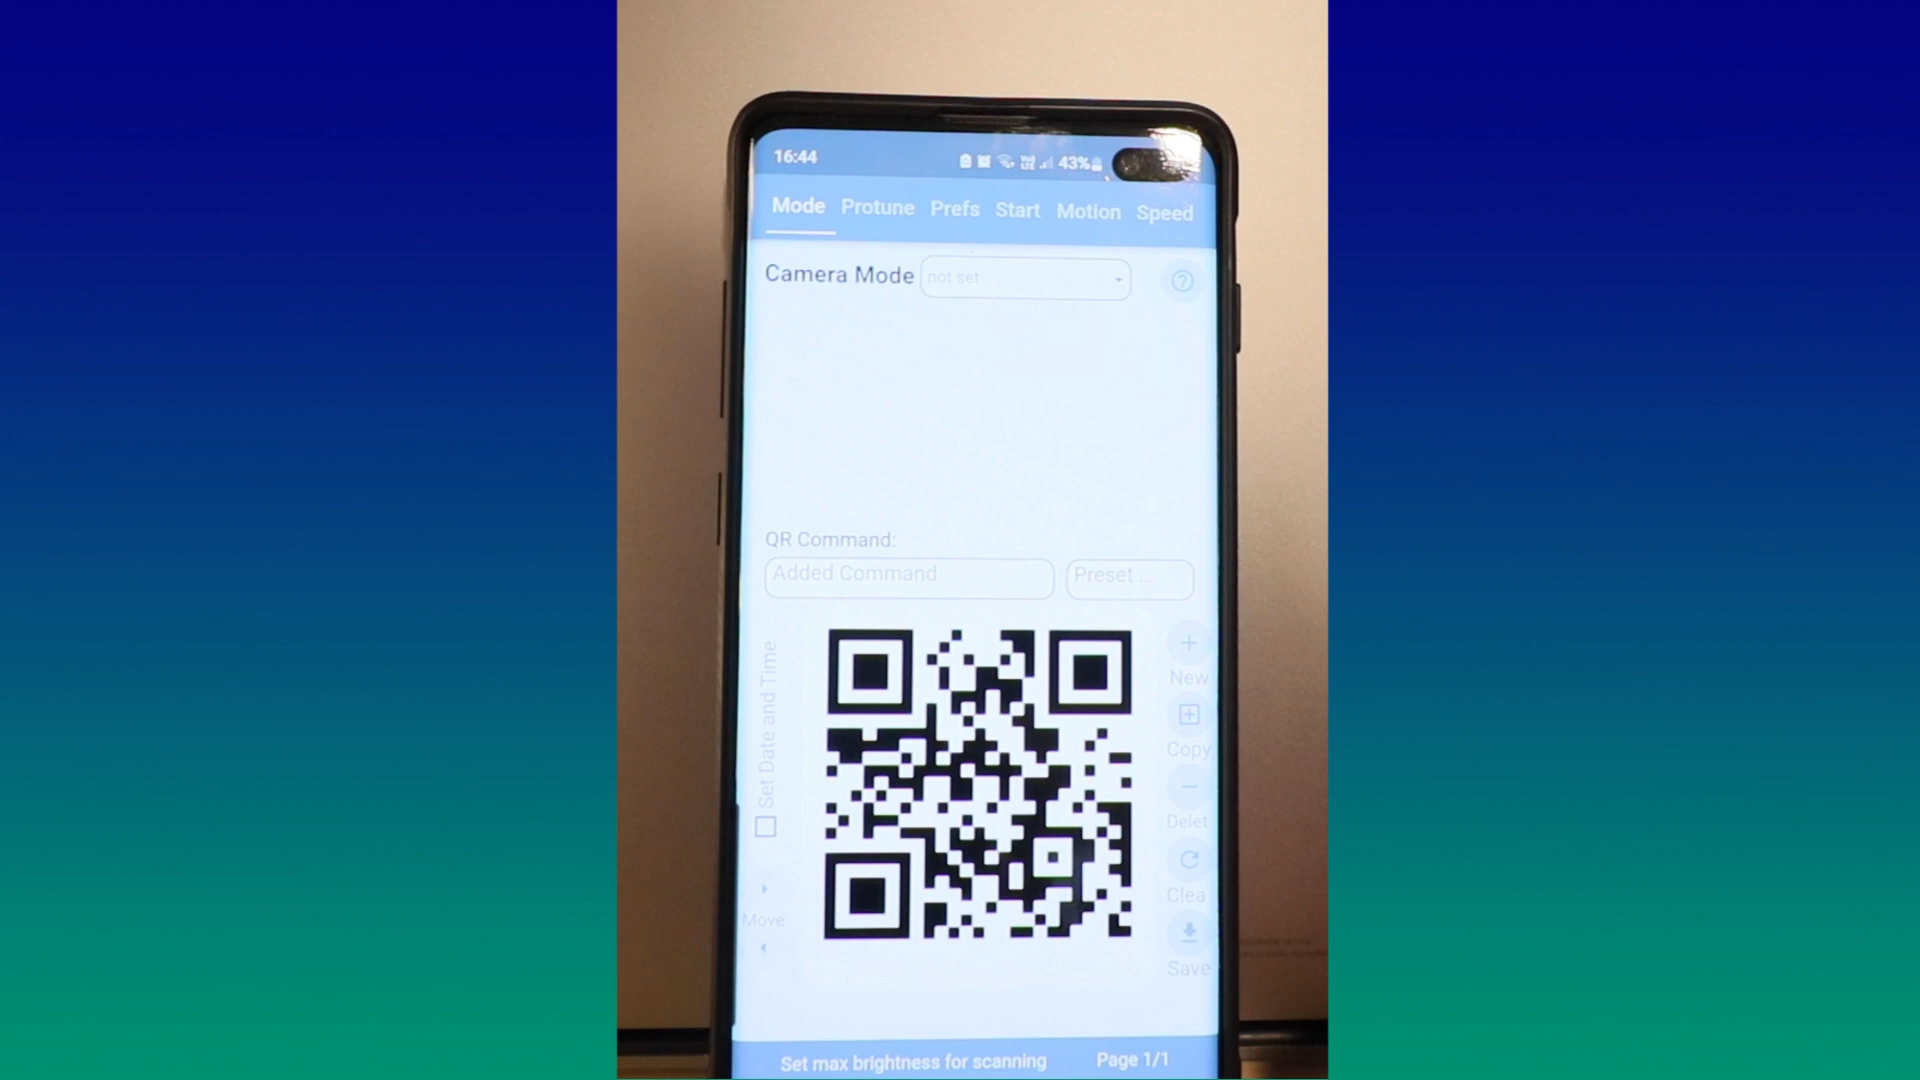 16:44 43%
Mode Protune Prefs Start Motion Speed
Camera Mode not set
QR Command:
Added Command Preset ...
Set Date and Time
New
Copy
Delet
Clea
Move
Save
Set max brightness for scanning Page 1/1